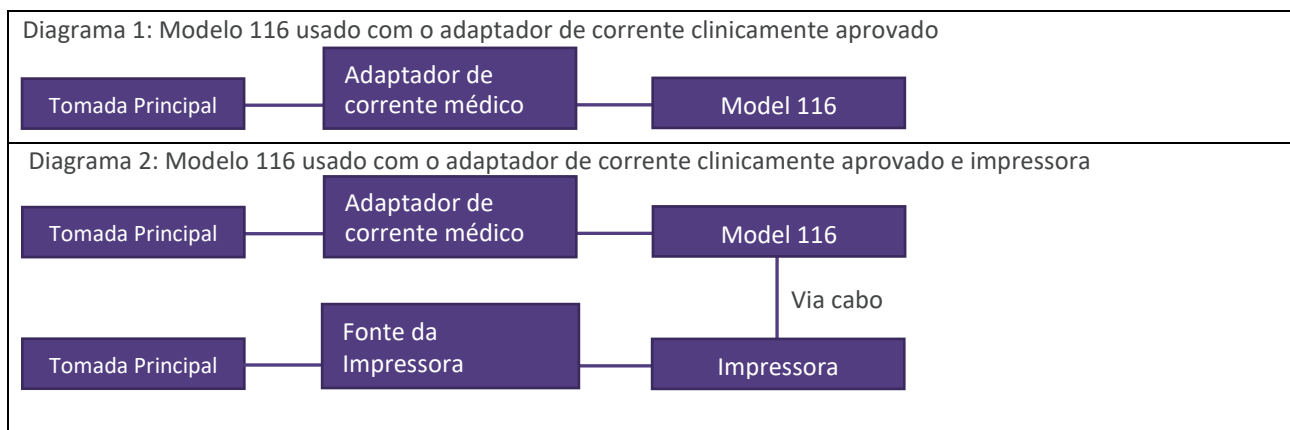 Diagrama 1: Modelo 116 usado com o adaptador de corrente clinicamente aprovado
Tomada Principal
Adaptador de
corrente médico
Model 116
Diagrama 2: Modelo 116 usado com o adaptador de corrente clinicamente aprovado e impressora
Tomada Principal
Adaptador de
corrente médico
Model 116
Via cabo
Tomada Principal
Fonte da
Impressora
Impressora